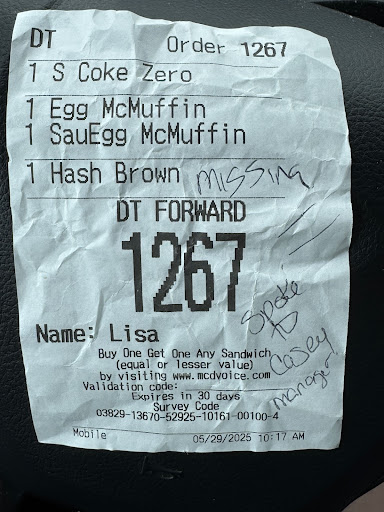 DT Order 1267
1 S Coke Zero
1 Egg McMuffin
1 SauEgg McMuffin
1 Hash Brown missing
DT FORWARD
1267
Name: Lisa
Buy One Get One Any Sandwich
(equal or lesser value)
by visiting www.mcdvoice.com
Validation code:
Expires in 30 days
Survey Code
03829-13670-52925-10161-00100-4
Mobile 05/29/2025 10:17 AM
Spoke
to
Casey
manager